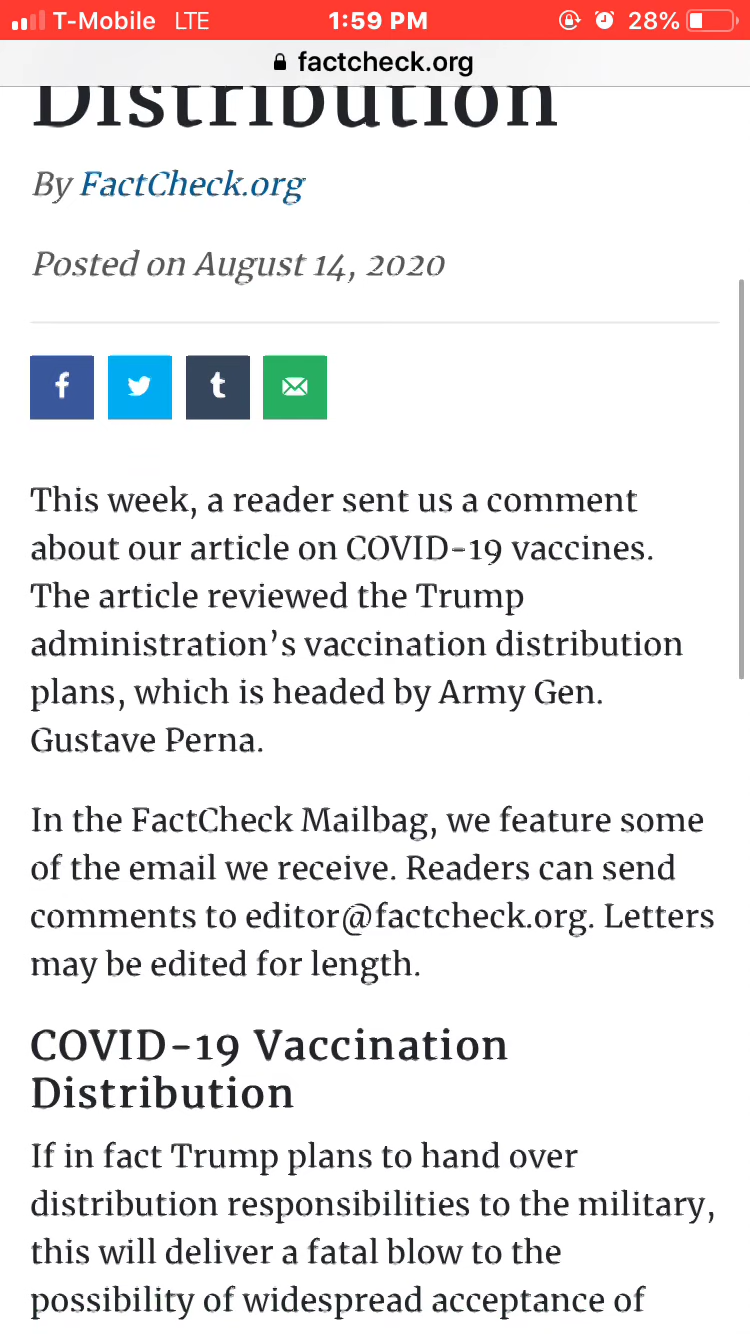 T-Mobile LTE 1:59 PM 28%
factcheck.org
Distribution
By FactCheck.org
Posted on August 14, 2020
f t
This week, a reader sent us a comment
about our article on COVID-19 vaccines.
The article reviewed the Trump
administration’s vaccination distribution
plans, which is headed by Army Gen.
Gustave Perna.
In the FactCheck Mailbag, we feature some
of the email we receive. Readers can send
comments to editor@factcheck.org. Letters
may be edited for length.
COVID-19 Vaccination
Distribution
If in fact Trump plans to hand over
distribution responsibilities to the military,
this will deliver a fatal blow to the
possibility of widespread acceptance of